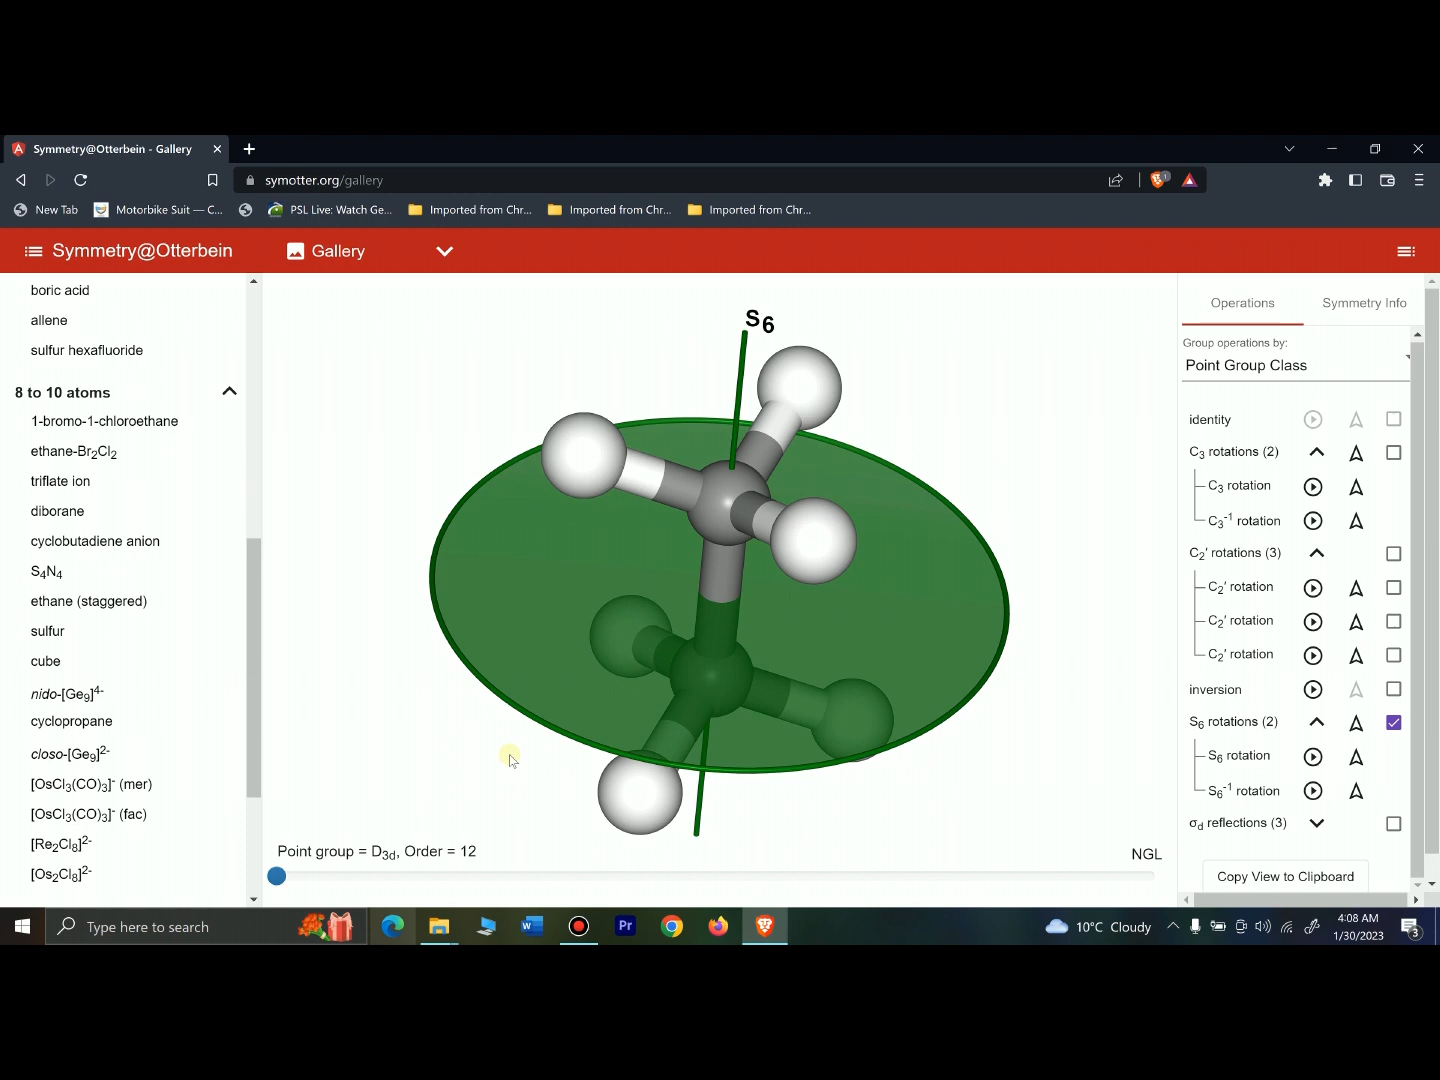 Symmetry@Otterbein - Gallery
symotter.org/gallery
1
New Tab Motorbike Suit — C... PSL Live: Watch Ge... Imported from Chr... Imported from Chr... Imported from Chr...
Symmetry@Otterbein Gallery
boric acid
allene
sulfur hexafluoride
8 to 10 atoms
1-bromo-1-chloroethane
ethane-Br₂Cl₂
triflate ion
diborane
cyclobutadiene anion
S₄N₄
ethane (staggered)
sulfur
cube
nido-[Ge₉]⁴⁻
cyclopropane
closo-[Ge₉]²⁻
[OsCl₃(CO)₃]⁻ (mer)
[OsCl₃(CO)₃]⁻ (fac)
[Re₂Cl₈]²⁻
[Os₂Cl₈]²⁻
S₆
Point group = D₃d, Order = 12
NGL
Operations Symmetry Info
Group operations by:
Point Group Class
identity
C₃ rotations (2)
C₃ rotation
C₃⁻¹ rotation
C₂′ rotations (3)
C₂′ rotation
C₂′ rotation
C₂′ rotation
inversion
S₆ rotations (2)
S₆ rotation
S₆⁻¹ rotation
σd reflections (3)
Copy View to Clipboard
Type here to search
W
Pr
10°C Cloudy
4:08 AM
1/30/2023
3